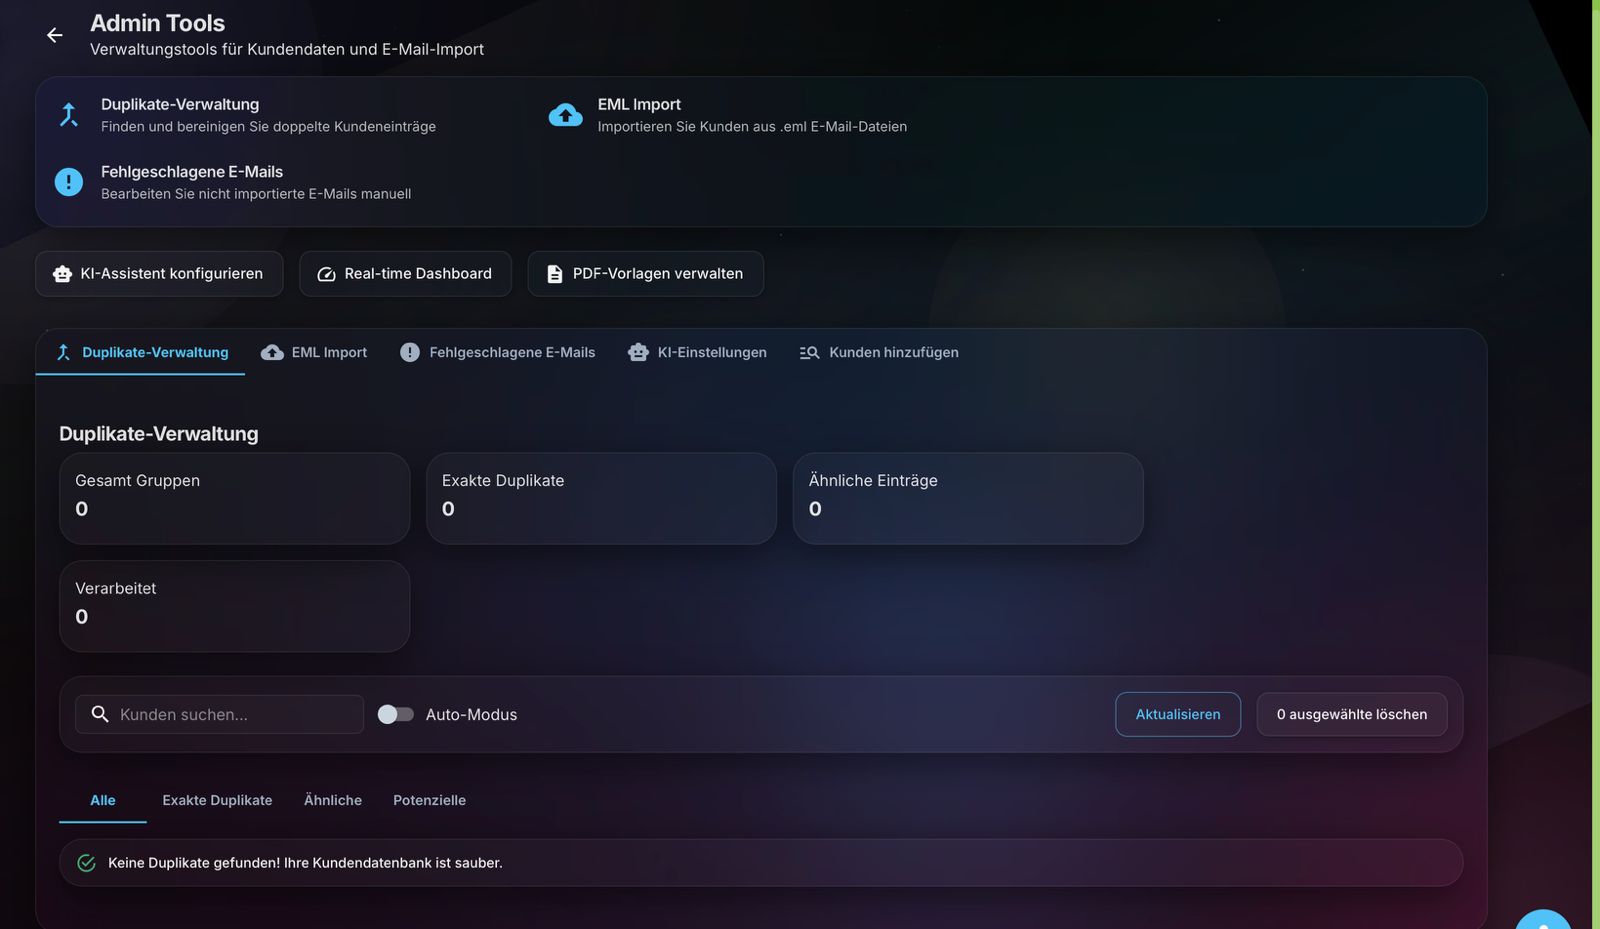 Admin Tools
Verwaltungstools für Kundendaten und E-Mail-Import
Duplikate-Verwaltung
Finden und bereinigen Sie doppelte Kundeneinträge
EML Import
Importieren Sie Kunden aus .eml E-Mail-Dateien
Fehlgeschlagene E-Mails
Bearbeiten Sie nicht importierte E-Mails manuell
KI-Assistent konfigurieren
Real-time Dashboard
PDF-Vorlagen verwalten
Duplikate-Verwaltung
EML Import
Fehlgeschlagene E-Mails
KI-Einstellungen
Kunden hinzufügen
Duplikate-Verwaltung
Gesamt Gruppen
0
Exakte Duplikate
0
Ähnliche Einträge
0
Verarbeitet
0
Kunden suchen...
Auto-Modus
Aktualisieren
0 ausgewählte löschen
Alle
Exakte Duplikate
Ähnliche
Potenzielle
Keine Duplikate gefunden! Ihre Kundendatenbank ist sauber.